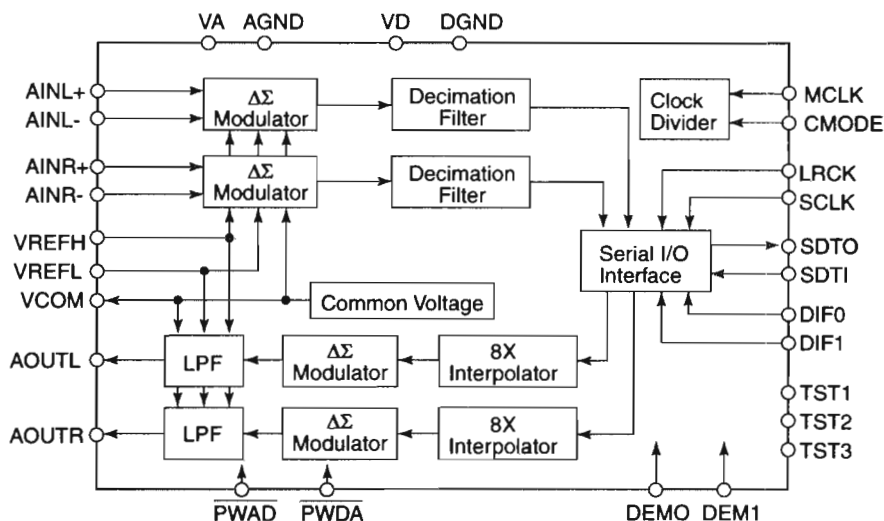 VA AGND VD DGND
AINL+
AINL-
AINR+
AINR-
VREFH
VREFL
VCOM
AOUTL
AOUTR
ΔΣ
Modulator
Decimation
Filter
Clock
Divider
MCLK
CMODE
ΔΣ
Modulator
Decimation
Filter
LRCK
SCLK
Serial I/O
Interface
SDTO
SDTI
Common Voltage
DIF0
DIF1
LPF
ΔΣ
Modulator
8X
Interpolator
TST1
TST2
TST3
LPF
ΔΣ
Modulator
8X
Interpolator
PWAD PWDA DEMO DEM1